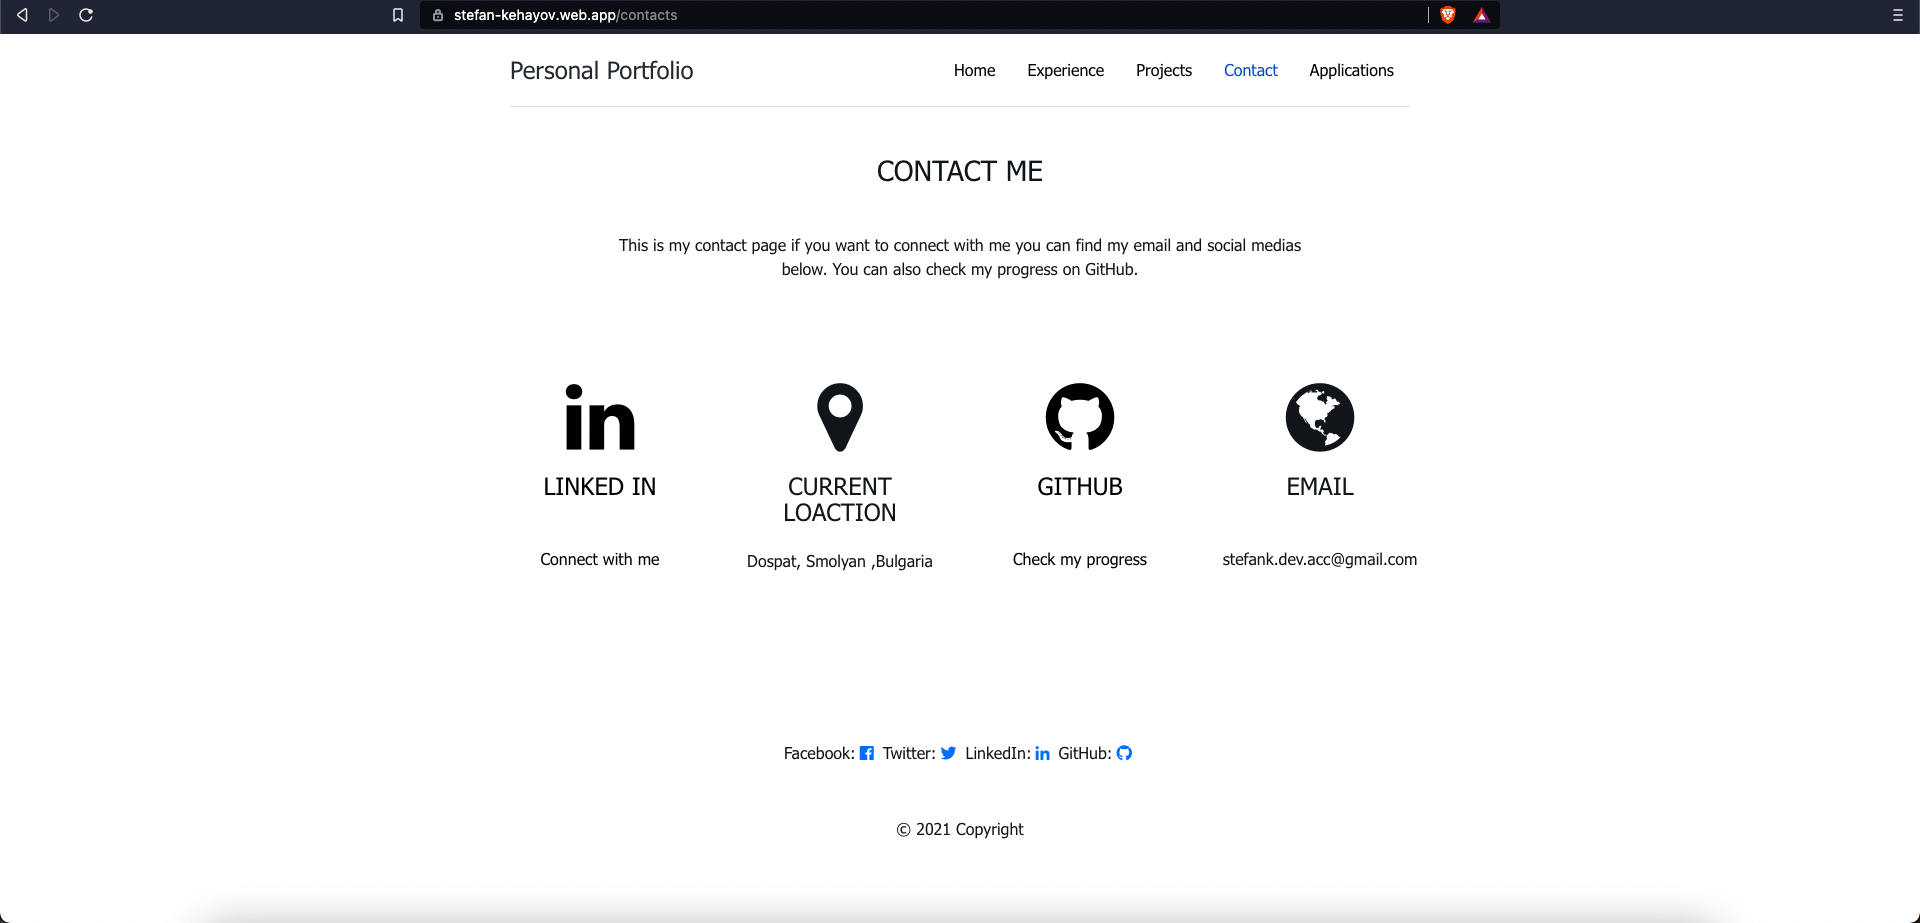 stefan-kehayov.web.app/contacts
Personal Portfolio
Home Experience Projects Contact Applications
CONTACT ME
This is my contact page if you want to connect with me you can find my email and social medias
below. You can also check my progress on GitHub.
in
LINKED IN
Connect with me
CURRENT
LOACTION
Dospat, Smolyan ,Bulgaria
GITHUB
Check my progress
EMAIL
stefank.dev.acc@gmail.com
Facebook: Twitter: LinkedIn: in GitHub:
© 2021 Copyright